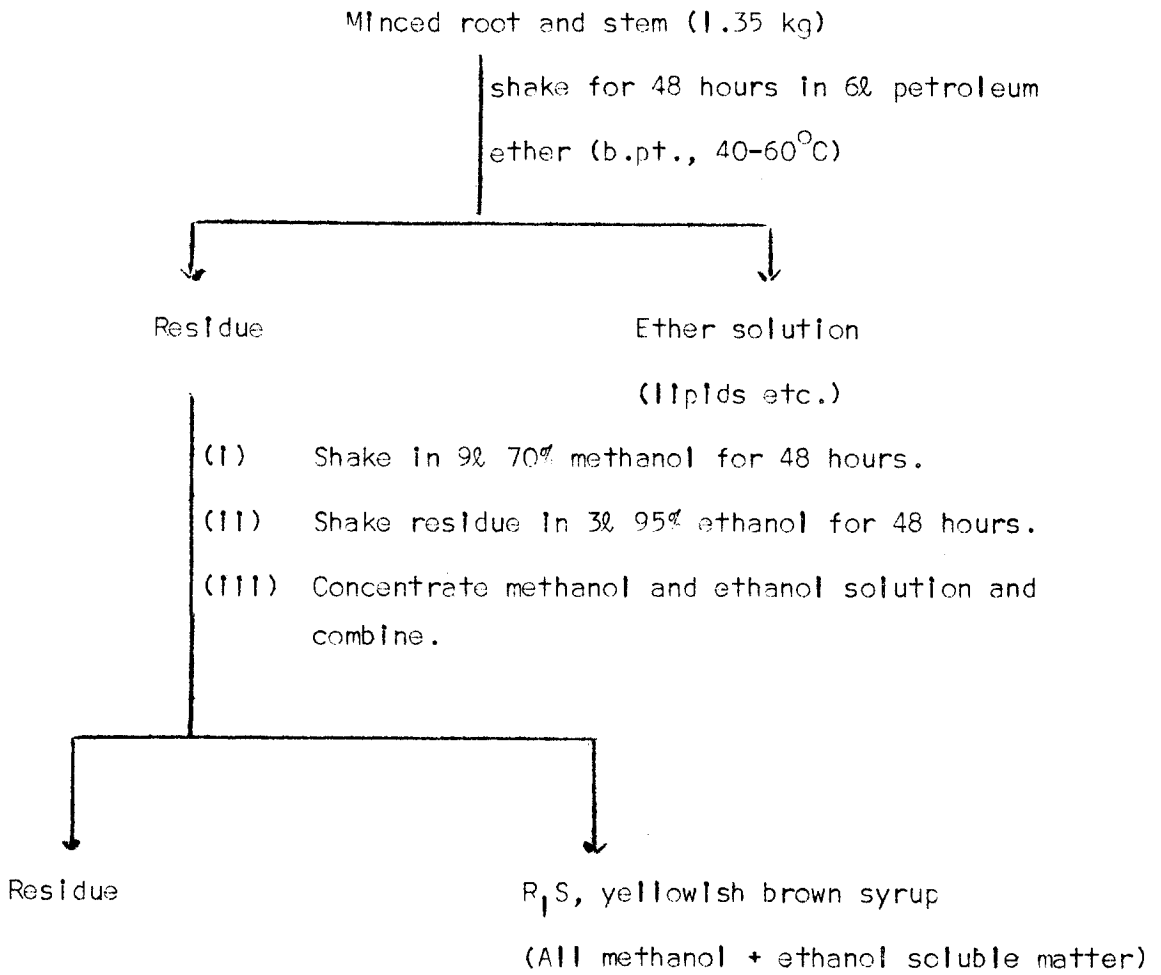 Minced root and stem (1.35 kg)
shake for 48 hours in 6ℓ petroleum
ether (b.pt., 40-60°C)
Residue
Ether solution
(lipids etc.)
(i) Shake in 9ℓ 70% methanol for 48 hours.
(ii) Shake residue in 3ℓ 95% ethanol for 48 hours.
(iii) Concentrate methanol and ethanol solution and
combine.
Residue
R₁S, yellowish brown syrup
(All methanol + ethanol soluble matter)